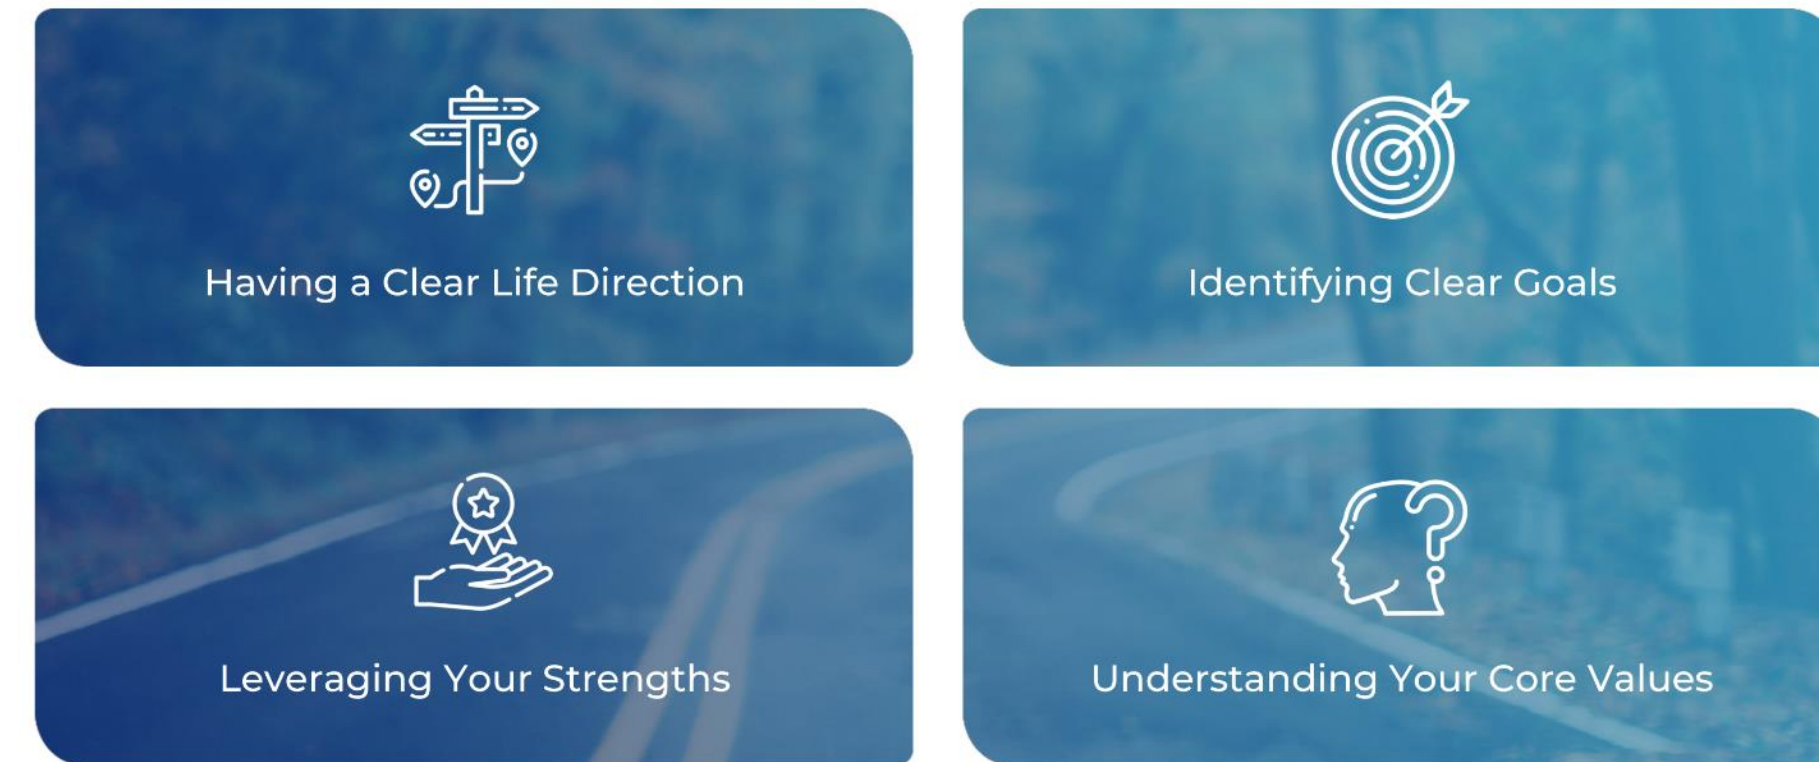 Having a Clear Life Direction
Identifying Clear Goals
Leveraging Your Strengths
Understanding Your Core Values